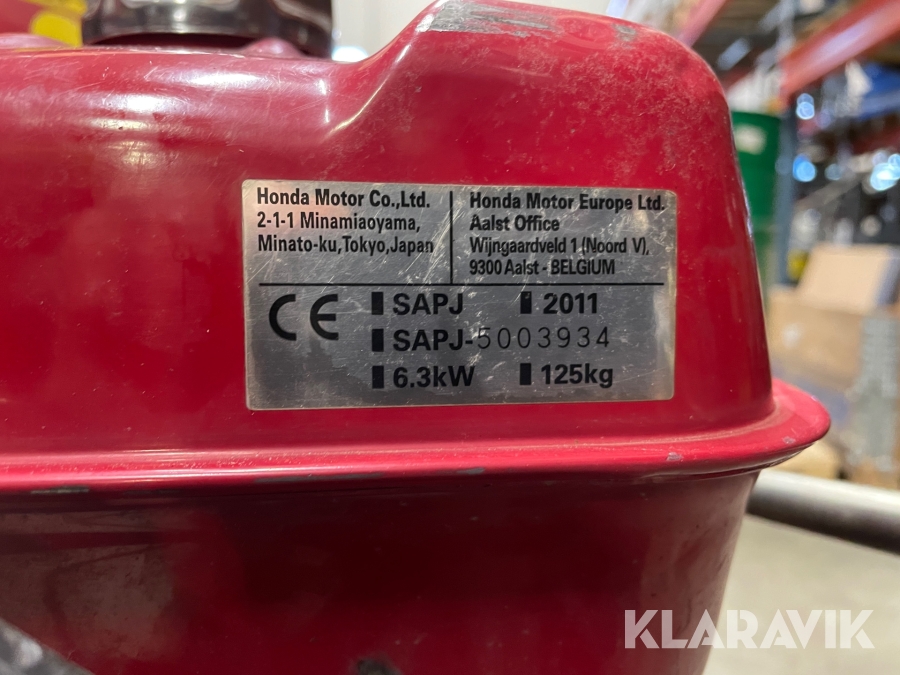 Honda Motor Co.,Ltd.
2-1-1 Minamiaoyama,
Minato-ku,Tokyo,Japan
Honda Motor Europe Ltd.
Aalst Office
Wijngaardveld 1 (Noord V),
9300 Aalst - BELGIUM
CE
SAPJ 2011
SAPJ-5003934
6.3kW 125kg
KLARAVIK